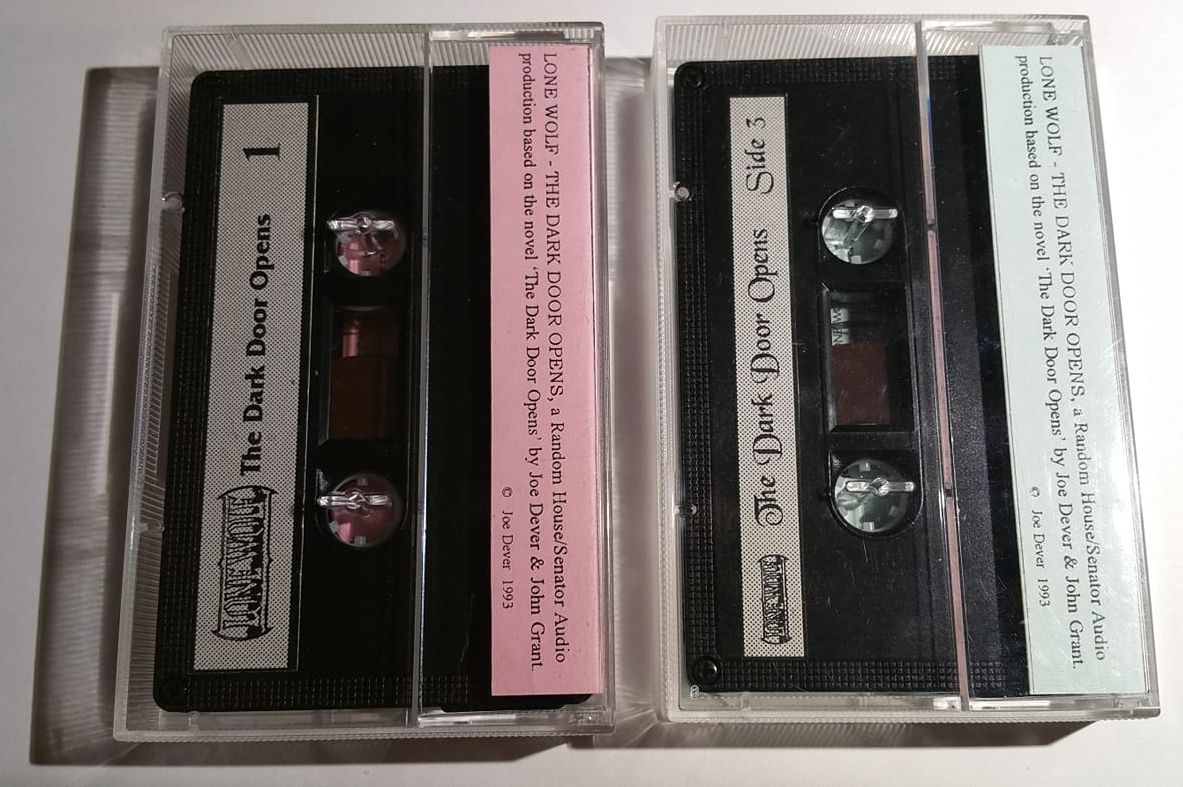 LONE WOLF
The Dark Door Opens
1
LONE WOLF - THE DARK DOOR OPENS, a Random House/Senator Audio
production based on the novel 'The Dark Door Opens' by Joe Dever & John Grant.
© Joe Dever 1993
LONE WOLF
The Dark Door Opens Side 3
LONE WOLF - THE DARK DOOR OPENS, a Random House/Senator Audio
production based on the novel 'The Dark Door Opens' by Joe Dever & John Grant.
© Joe Dever 1993